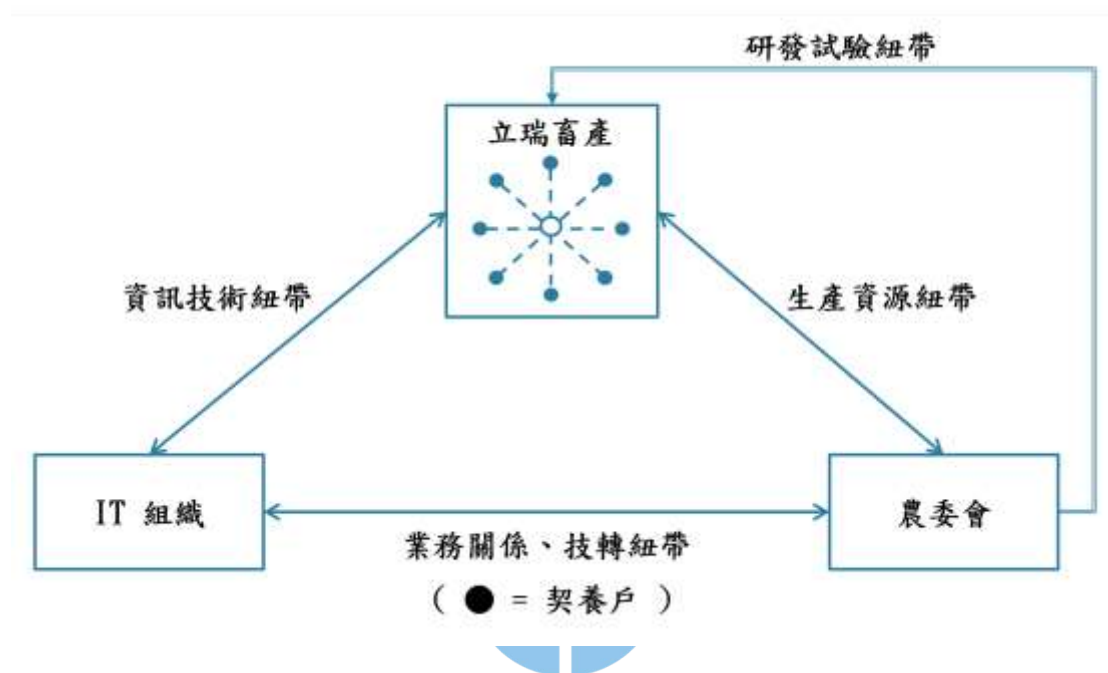 研發試驗紐帶
立瑞畜產
資訊技術紐帶
生產資源紐帶
IT 組織
農委會
業務關係、技轉紐帶
( ● = 契養戶 )